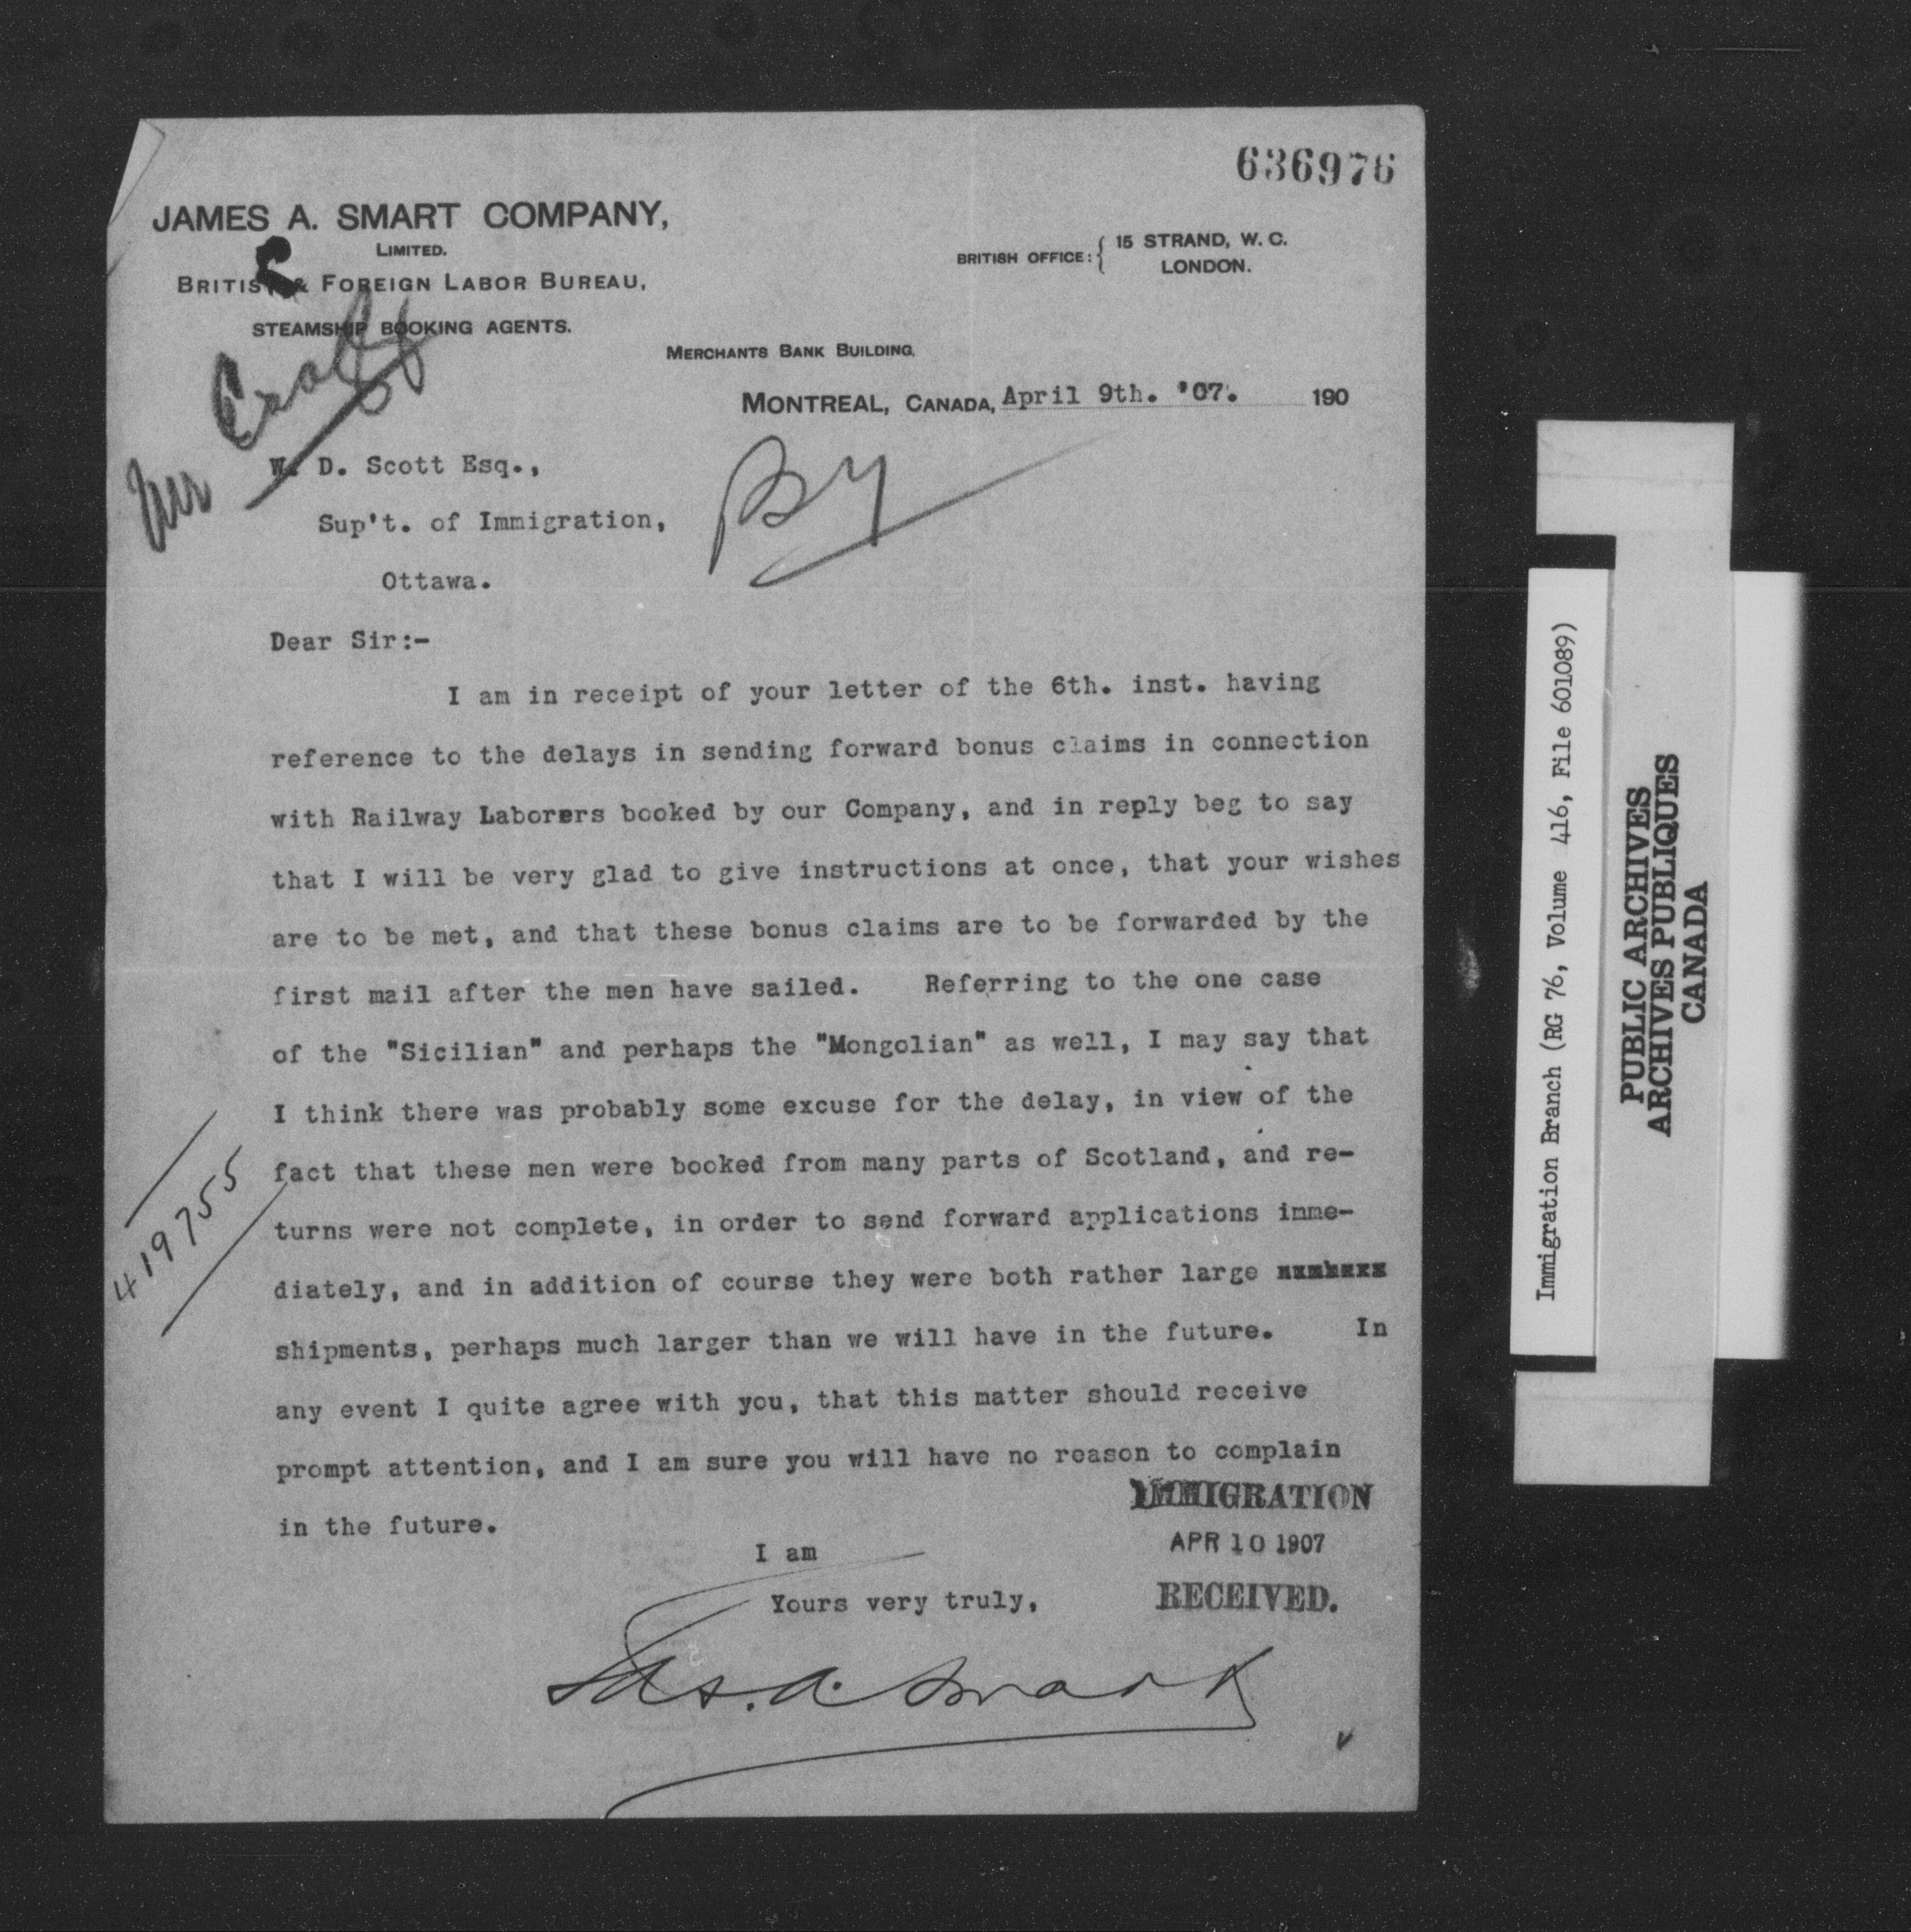 636976
JAMES A. SMART COMPANY,
LIMITED.
BRITISH & FOREIGN LABOR BUREAU,
STEAMSHIP BOOKING AGENTS.
BRITISH OFFICE: { 15 STRAND, W. C.
LONDON.
MERCHANTS BANK BUILDING.
MONTREAL, CANADA, April 9th. '07. 190
Mr
W. D. Scott Esq.,
Sup't. of Immigration,
Ottawa.
Dear Sir:-
I am in receipt of your letter of the 6th. inst. having
reference to the delays in sending forward bonus claims in connection
with Railway Laborers booked by our Company, and in reply beg to say
that I will be very glad to give instructions at once, that your wishes
are to be met, and that these bonus claims are to be forwarded by the
first mail after the men have sailed. Referring to the one case
of the "Sicilian" and perhaps the "Mongolian" as well, I may say that
I think there was probably some excuse for the delay, in view of the
fact that these men were booked from many parts of Scotland, and re-
turns were not complete, in order to send forward applications imme-
diately, and in addition of course they were both rather large
shipments, perhaps much larger than we will have in the future. In
any event I quite agree with you, that this matter should receive
prompt attention, and I am sure you will have no reason to complain
in the future.
419755
I am
Yours very truly,
Jas. A. Smart
IMMIGRATION
APR 10 1907
RECEIVED.
Immigration Branch (RG 76, Volume 416, File 601089)
PUBLIC ARCHIVES
ARCHIVES PUBLIQUES
CANADA